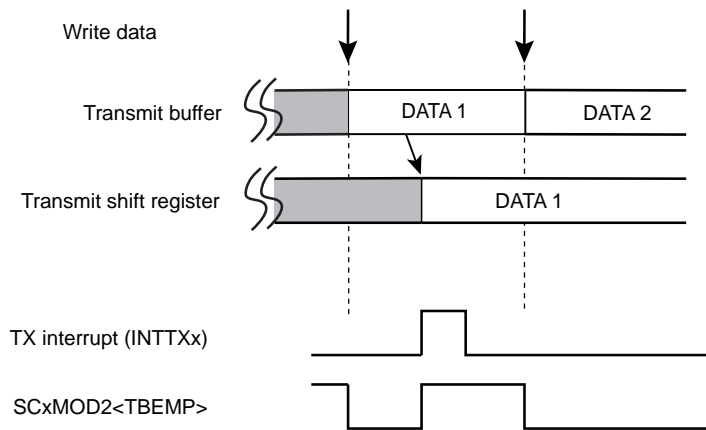 Write data
Transmit buffer
DATA 1
DATA 2
Transmit shift register
DATA 1
TX interrupt (INTTXx)
SCxMOD2<TBEMP>